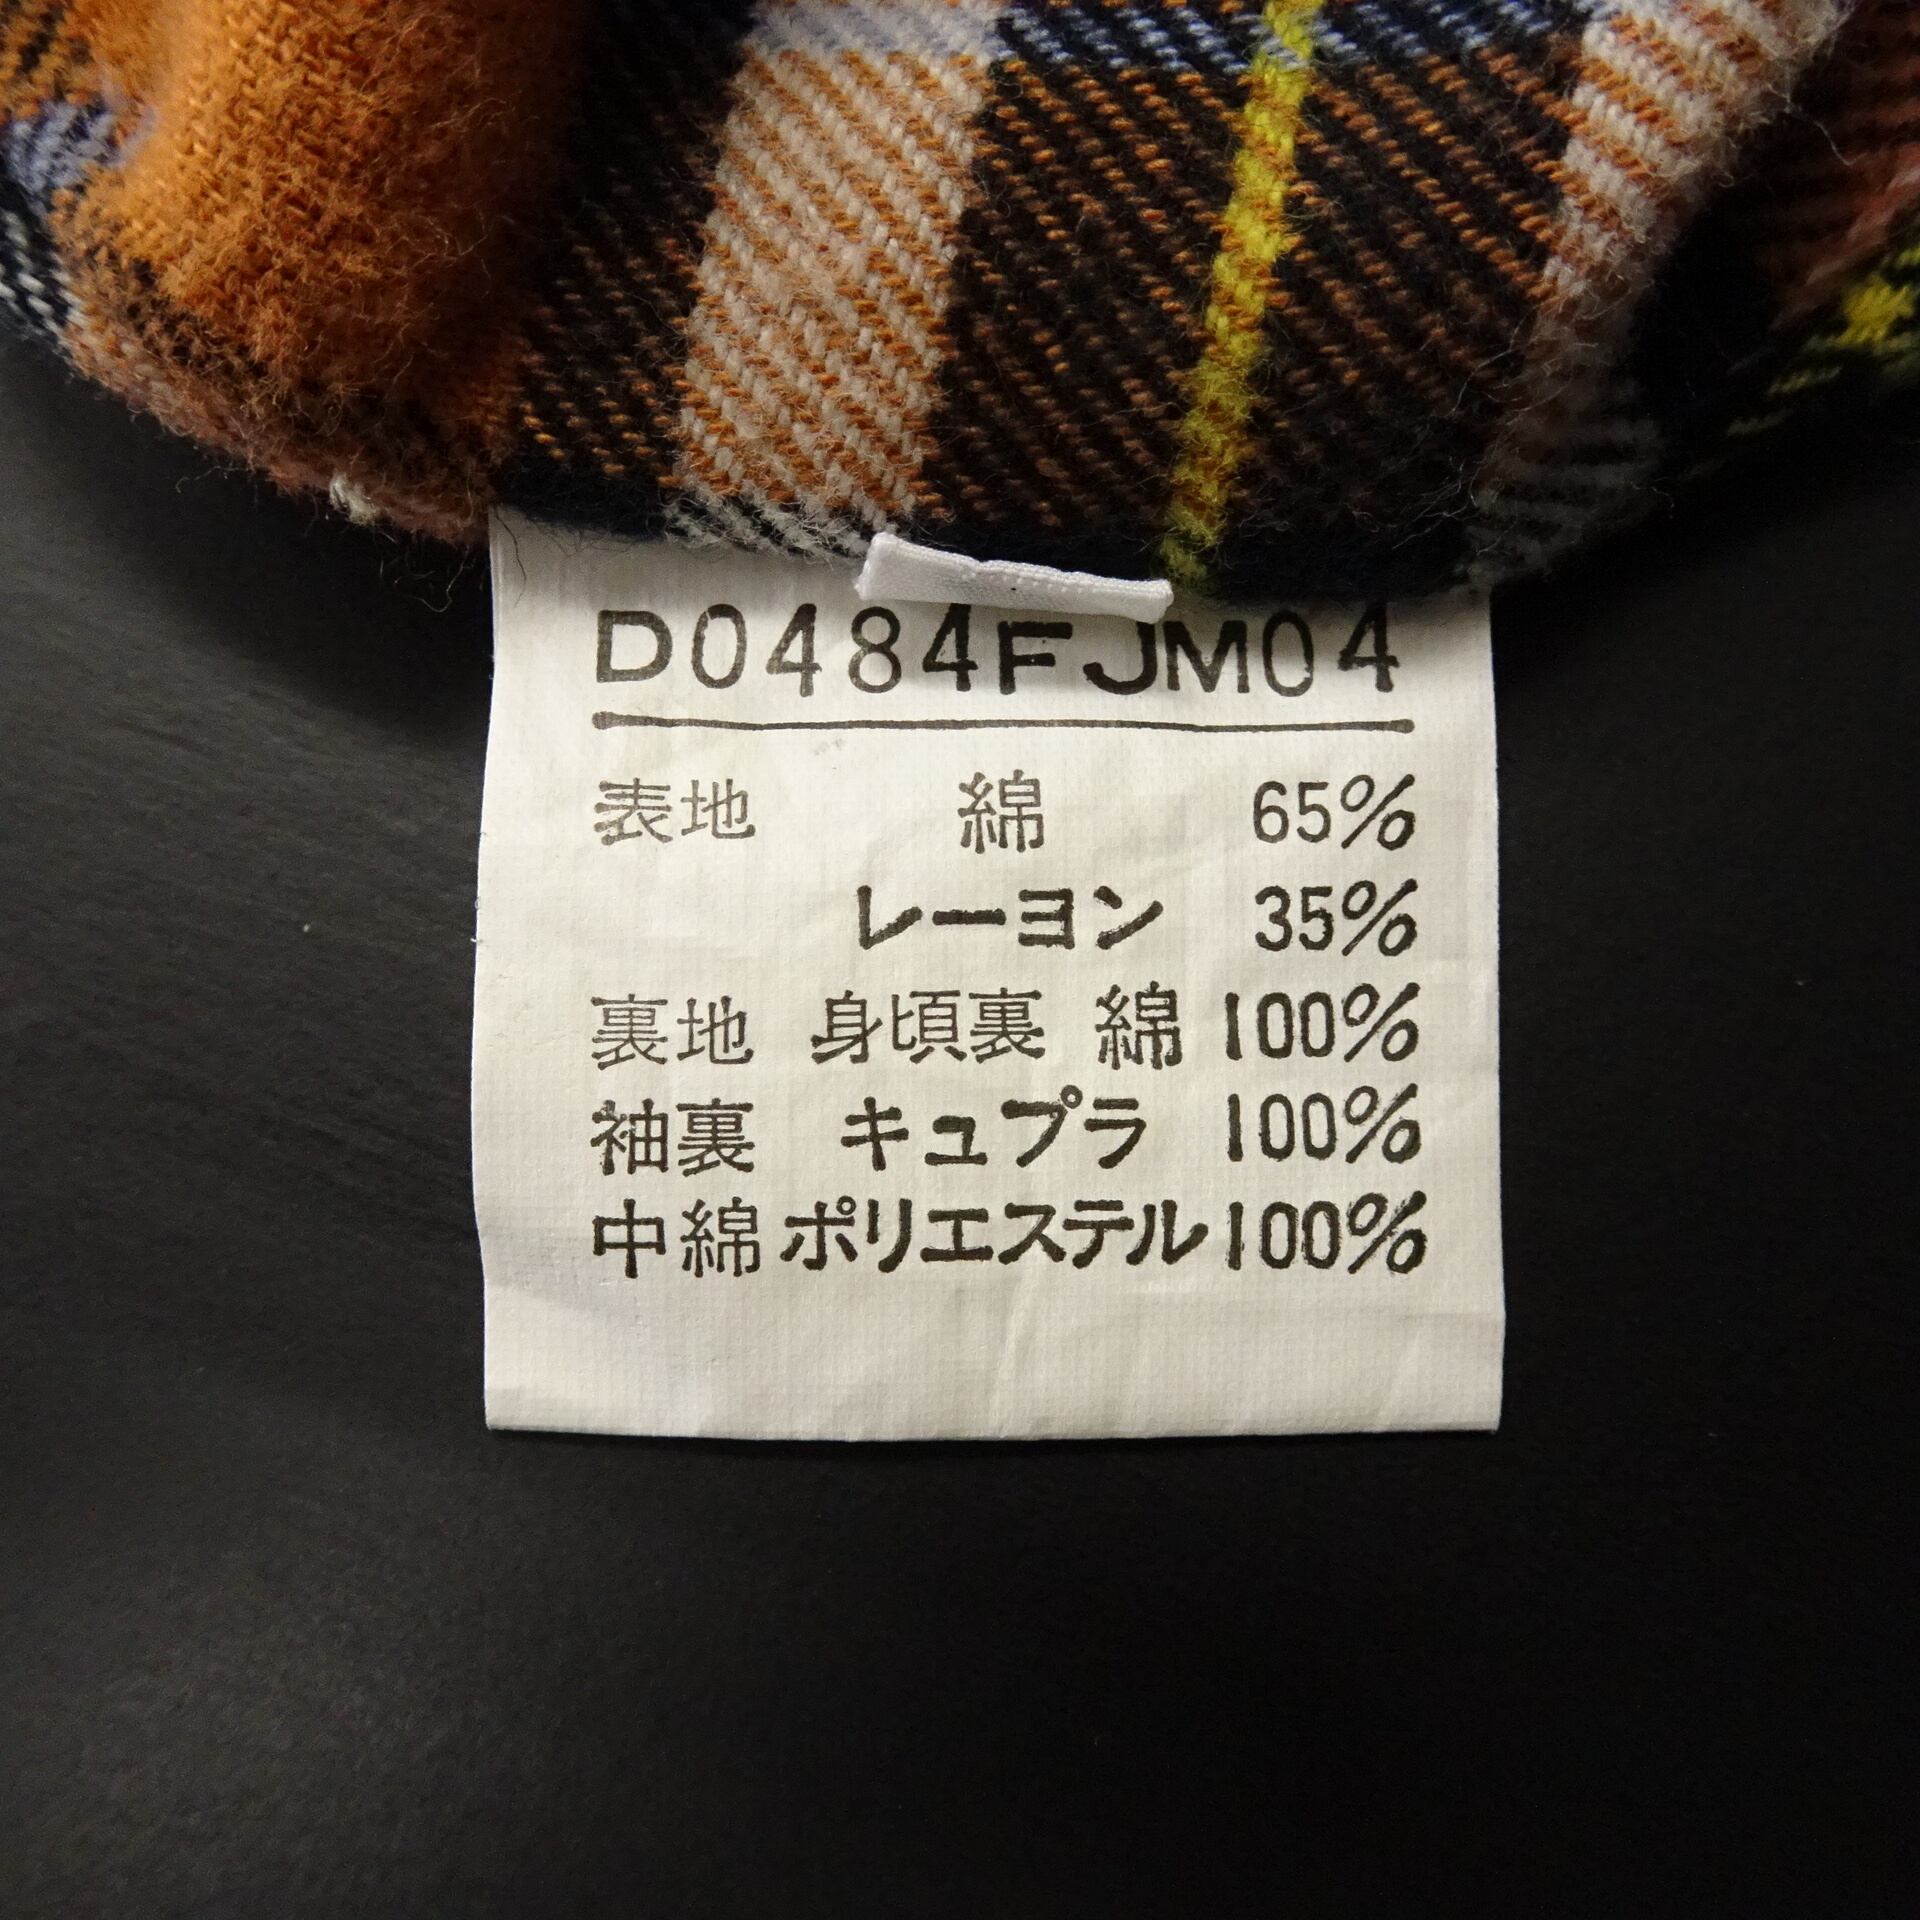 D0484FJM04
表地 綿 65%
レーヨン 35%
裏地 身頃裏 綿 100%
袖裏 キュプラ 100%
中綿 ポリエステル 100%